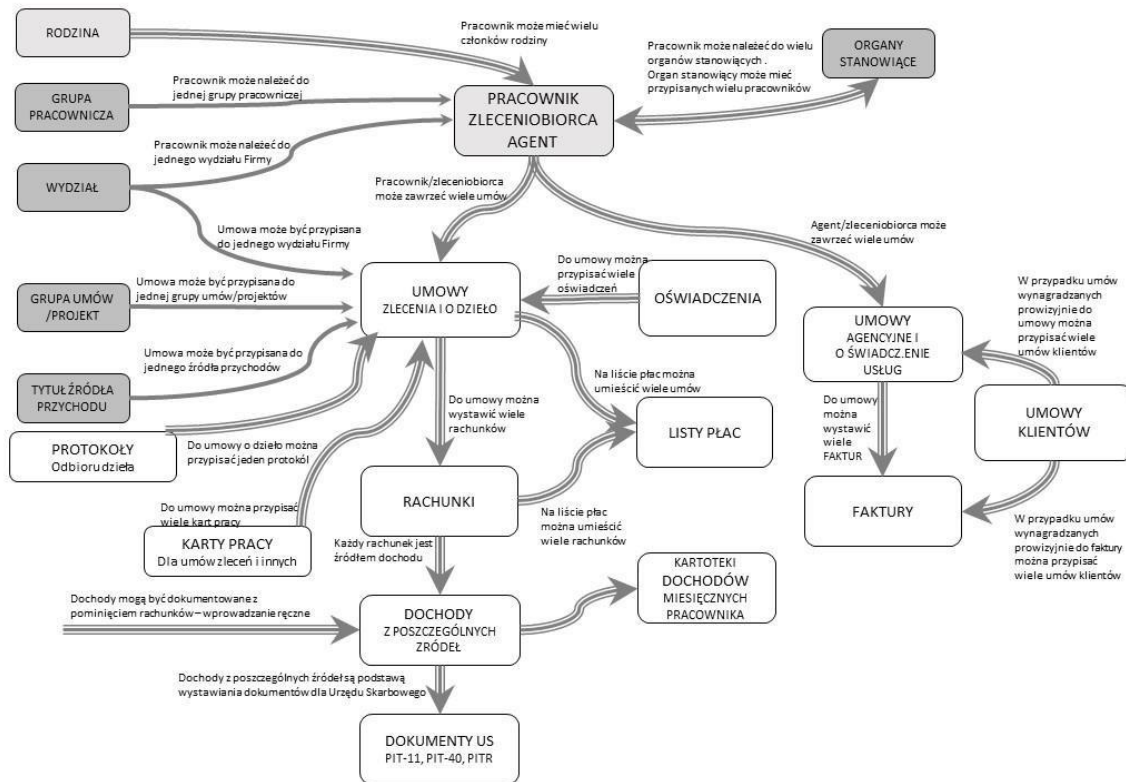 RODZINA
Pracownik może mieć wielu
członków rodziny
Pracownik może należeć do wielu
organów stanowiących .
Organ stanowiący może mieć
przypisanych wielu pracowników
ORGANY
STANOWIĄCE
GRUPA
PRACOWNICZA
Pracownik może należeć do
jednej grupy pracowniczej
PRACOWNIK
ZLECENIOBIORCA
AGENT
Pracownik może należeć do
jednego wydziału Firmy
WYDZIAŁ
Pracownik/zleceniobiorca
może zawrzeć wiele umów
Agent/zleceniobiorca może
zawrzeć wiele umów
Umowa może być przypisana
do jednego wydziału Firmy
GRUPA UMÓW
/PROJEKT
Umowa może być przypisana do
jednej grupy umów/projektów
UMOWY
ZLECENIA I O DZIEŁO
Do umowy można
przypisać wiele
oświadczeń
OŚWIADCZENIA
W przypadku umów
wynagradzanych
prowizyjnie do
umowy można
przypisać wiele
umów klientów
UMOWY
AGENCYJNE I
O ŚWIADCZ.ENIE
USŁUG
Umowa może być przypisana do
jednego źródła przychodów
TYTUŁ ŹRÓDŁA
PRZYCHODU
Na liście płac można
umieścić wiele umów
Do umowy można
wystawić wiele
rachunków
Do umowy
można
wystawić
wiele
FAKTUR
UMOWY
KLIENTÓW
LISTY PŁAC
PROTOKOŁY
Odbioru dzieła
Do umowy o dzieło można
przypisać jeden protokól
RACHUNKI
FAKTURY
Do umowy można przypisać
wiele kart pracy
KARTY PRACY
Dla umów zleceń i innych
Na liście płac
można umieścić
wiele rachunków
W przypadku umów
wynagradzanych
prowizyjnie do faktury
można przypisać
wiele umów klientów
Każdy rachunek jest
źródłem dochodu
KARTOTEKI
DOCHODÓW
MIESIĘCZNYCH
PRACOWNIKA
Dochody mogą być dokumentowane z
pominięciem rachunków – wprowadzanie ręczne
DOCHODY
Z POSZCZEGÓLNYCH
ZRÓDEŁ
Dochody z poszczególnych źródeł są podstawą
wystawiania dokumentów dla Urzędu Skarbowego
DOKUMENTY US
PIT-11, PIT-40, PITR